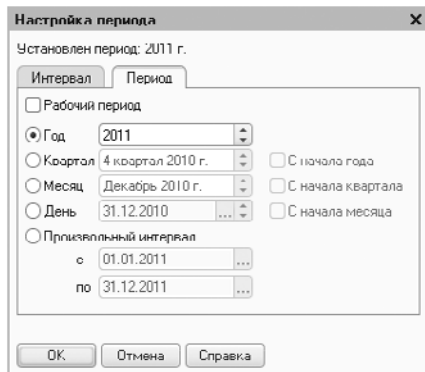 Настройка периода
Установлен период: 2011 г.
Интервал Период
Рабочий период
Год 2011
Квартал 4 квартал 2010 г. С начала года
Месяц Декабрь 2010 г. С начала квартала
День 31.12.2010 ... С начала месяца
Произвольный интервал
с 01.01.2011 ...
по 31.12.2011 ...
OK Отмена Справка